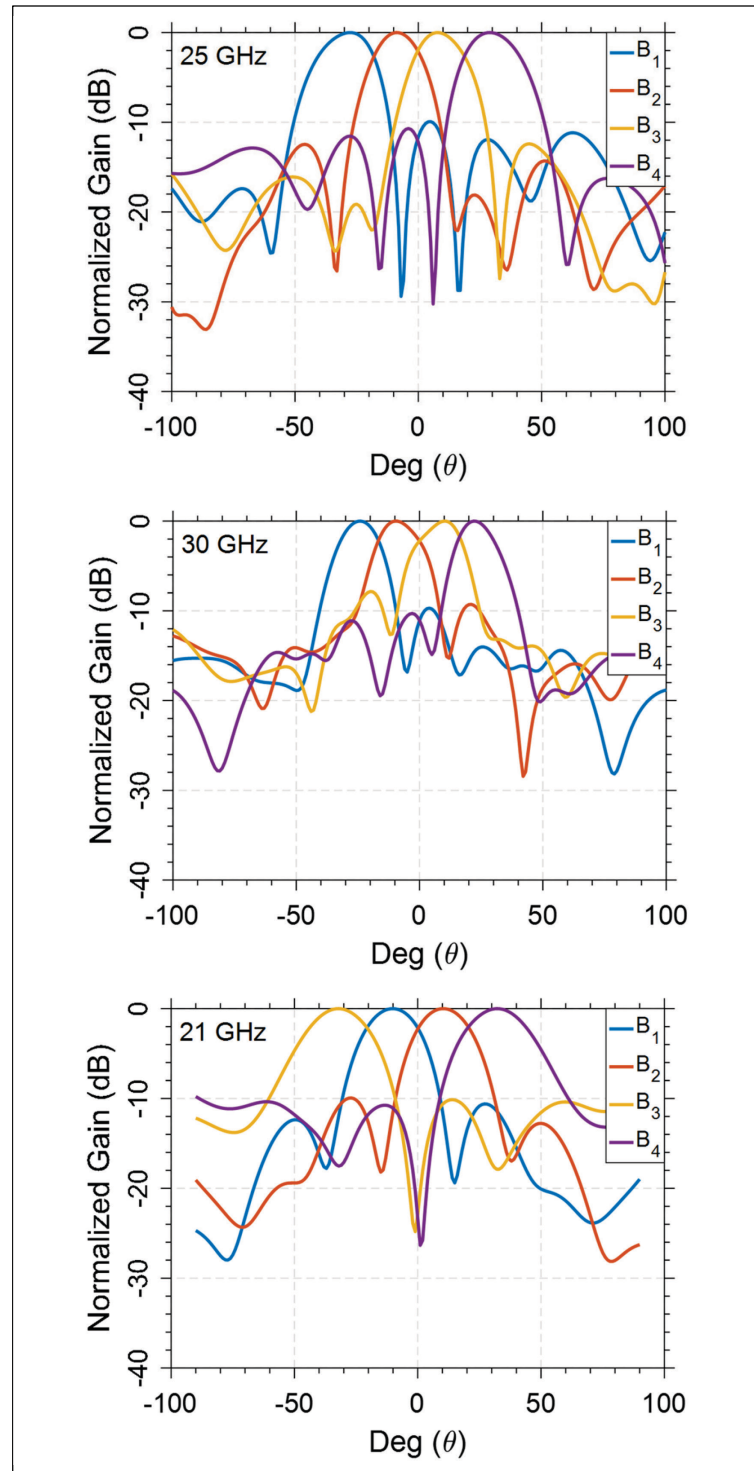 25 GHz
B1
B2
B3
B4
0
-10
-20
-30
-40
Normalized Gain (dB)
-100 -50 0 50 100
Deg (θ)
30 GHz
B1
B2
B3
B4
0
-10
-20
-30
-40
Normalized Gain (dB)
-100 -50 0 50 100
Deg (θ)
21 GHz
B1
B2
B3
B4
0
-10
-20
-30
-40
Normalized Gain (dB)
-100 -50 0 50 100
Deg (θ)